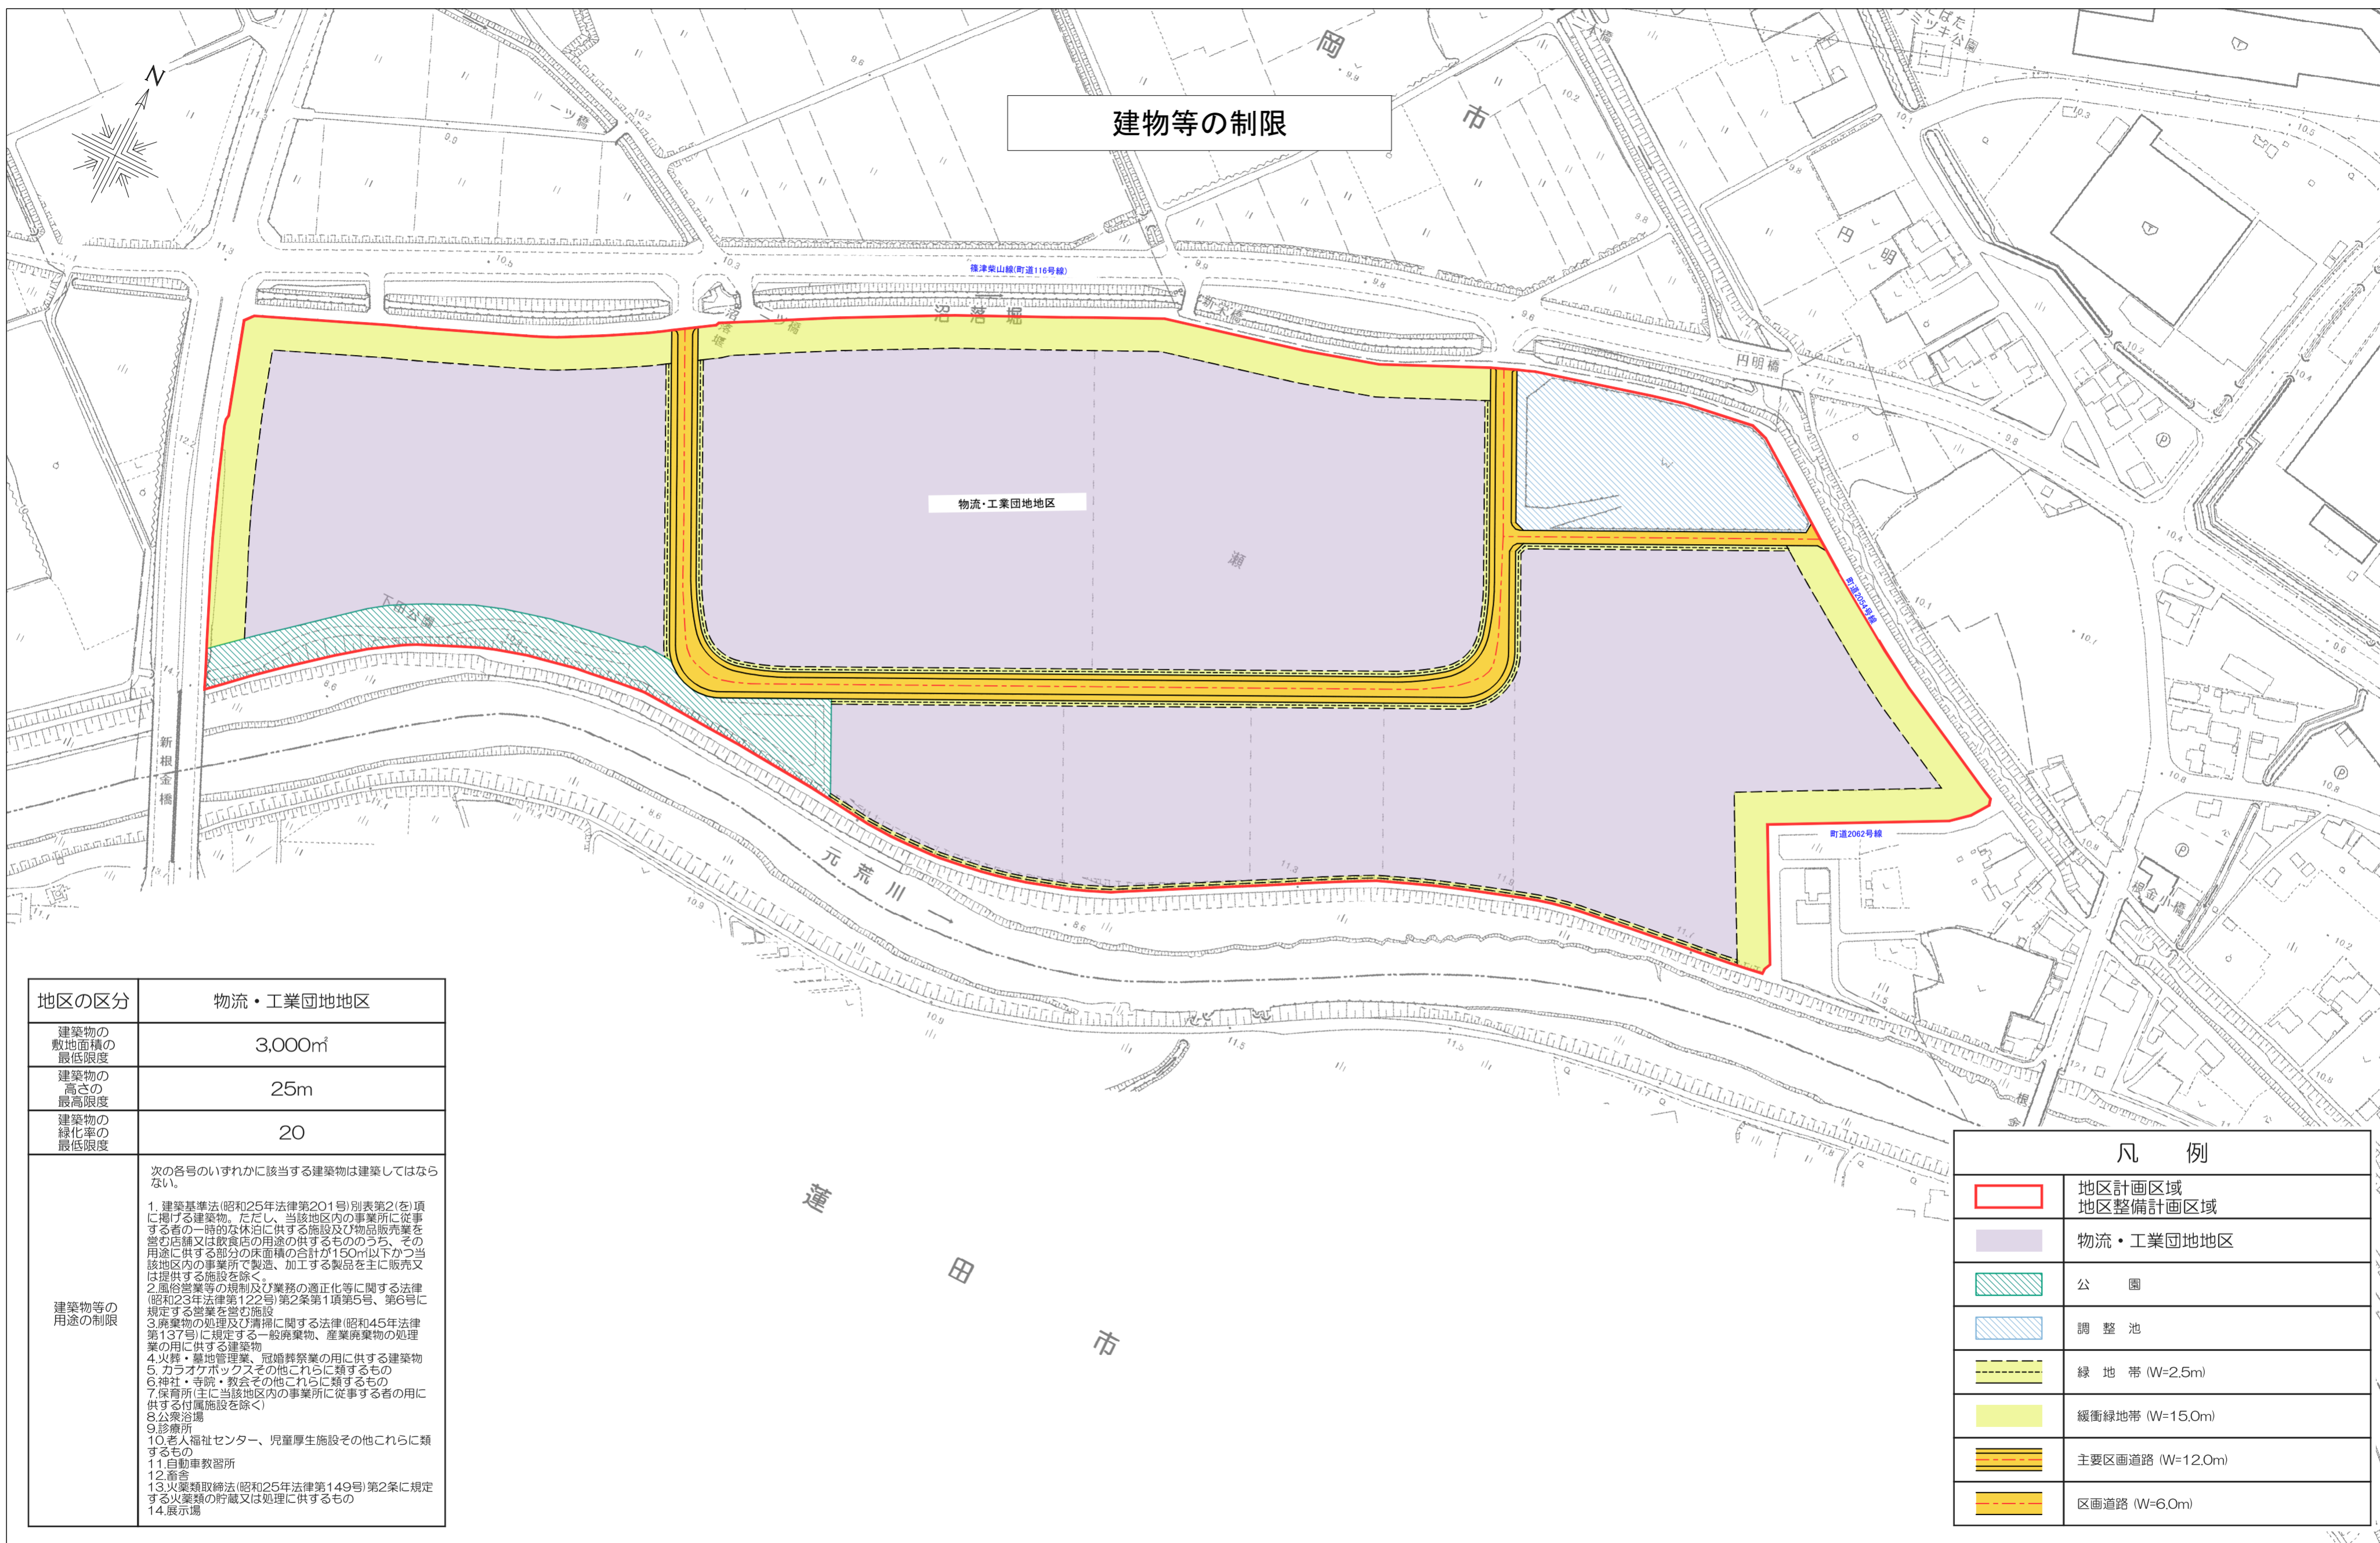 建物等の制限
N
岡
市
たばた
ミツキ公園
一ツ橋
円
明
篠津柴山線(町道116号線)
沼落堀
新一木橋
円明橋
物流・工業団地地区
瀬
町道2054号線
下田公園
新根金橋
町道2062号線
元荒川
根金小橋
蓮
田
市
地区の区分
物流・工業団地地区
建築物の
敷地面積の
最低限度
3,000㎡
建築物の
高さの
最高限度
25m
建築物の
緑化率の
最低限度
20
建築物等の
用途の制限
次の各号のいずれかに該当する建築物は建築してはなら
ない。
1. 建築基準法(昭和25年法律第201号)別表第2(を)項
に掲げる建築物。ただし、当該地区内の事業所に従事
する者の一時的な休泊に供する施設及び物品販売業を
営む店舗又は飲食店の用途の供するもののうち、その
用途に供する部分の床面積の合計が150㎡以下かつ当
該地区内の事業所で製造、加工する製品を主に販売又
は提供する施設を除く。
2.風俗営業等の規制及び業務の適正化等に関する法律
(昭和23年法律第122号)第2条第1項第5号、第6号に
規定する営業を営む施設
3.廃棄物の処理及び清掃に関する法律(昭和45年法律
第137号)に規定する一般廃棄物、産業廃棄物の処理
業の用に供する建築物
4.火葬・墓地管理業、冠婚葬祭業の用に供する建築物
5. カラオケボックスその他これらに類するもの
6.神社・寺院・教会その他これらに類するもの
7.保育所(主に当該地区内の事業所に従事する者の用に
供する付属施設を除く)
8.公衆浴場
9.診療所
10.老人福祉センター、児童厚生施設その他これらに類
するもの
11.自動車教習所
12.畜舎
13.火薬類取締法(昭和25年法律第149号)第2条に規定
する火薬類の貯蔵又は処理に供するもの
14.展示場
凡 例
地区計画区域
地区整備計画区域
物流・工業団地地区
公 園
調 整 池
緑 地 帯 (W=2.5m)
緩衝緑地帯 (W=15.0m)
主要区画道路 (W=12.0m)
区画道路 (W=6.0m)